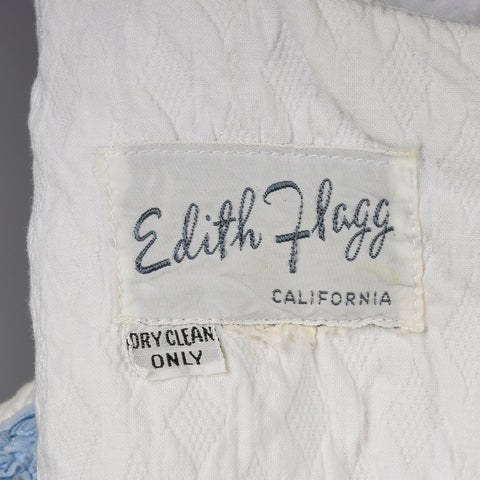 Edith Flagg
CALIFORNIA
DRY CLEAN
ONLY